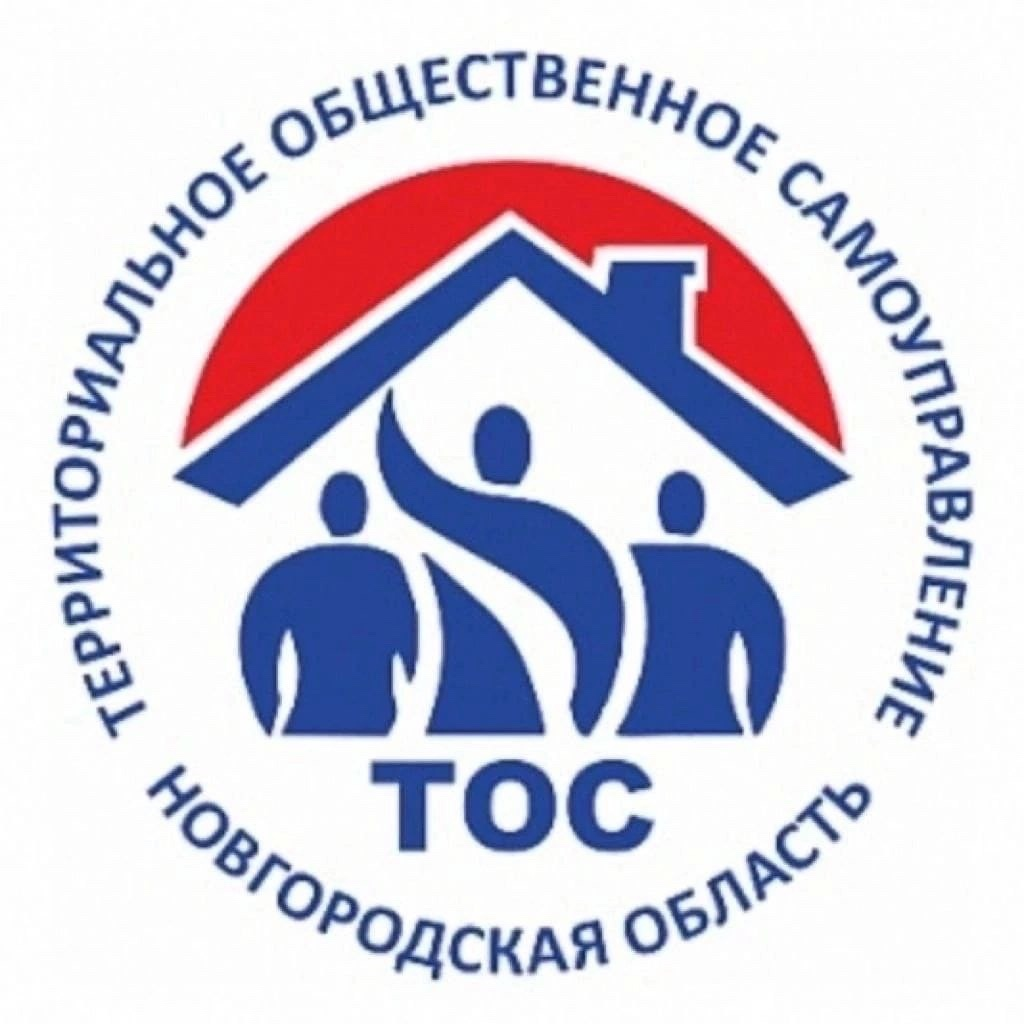 ТЕРРИТОРИАЛЬНОЕ ОБЩЕСТВЕННОЕ САМОУПРАВЛЕНИЕ
ТОС
НОВГОРОДСКАЯ ОБЛАСТЬ